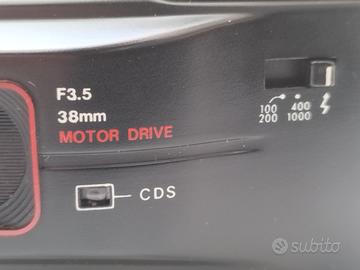 F3.5
38mm
MOTOR DRIVE
100 400
200 1000
CDS
subito